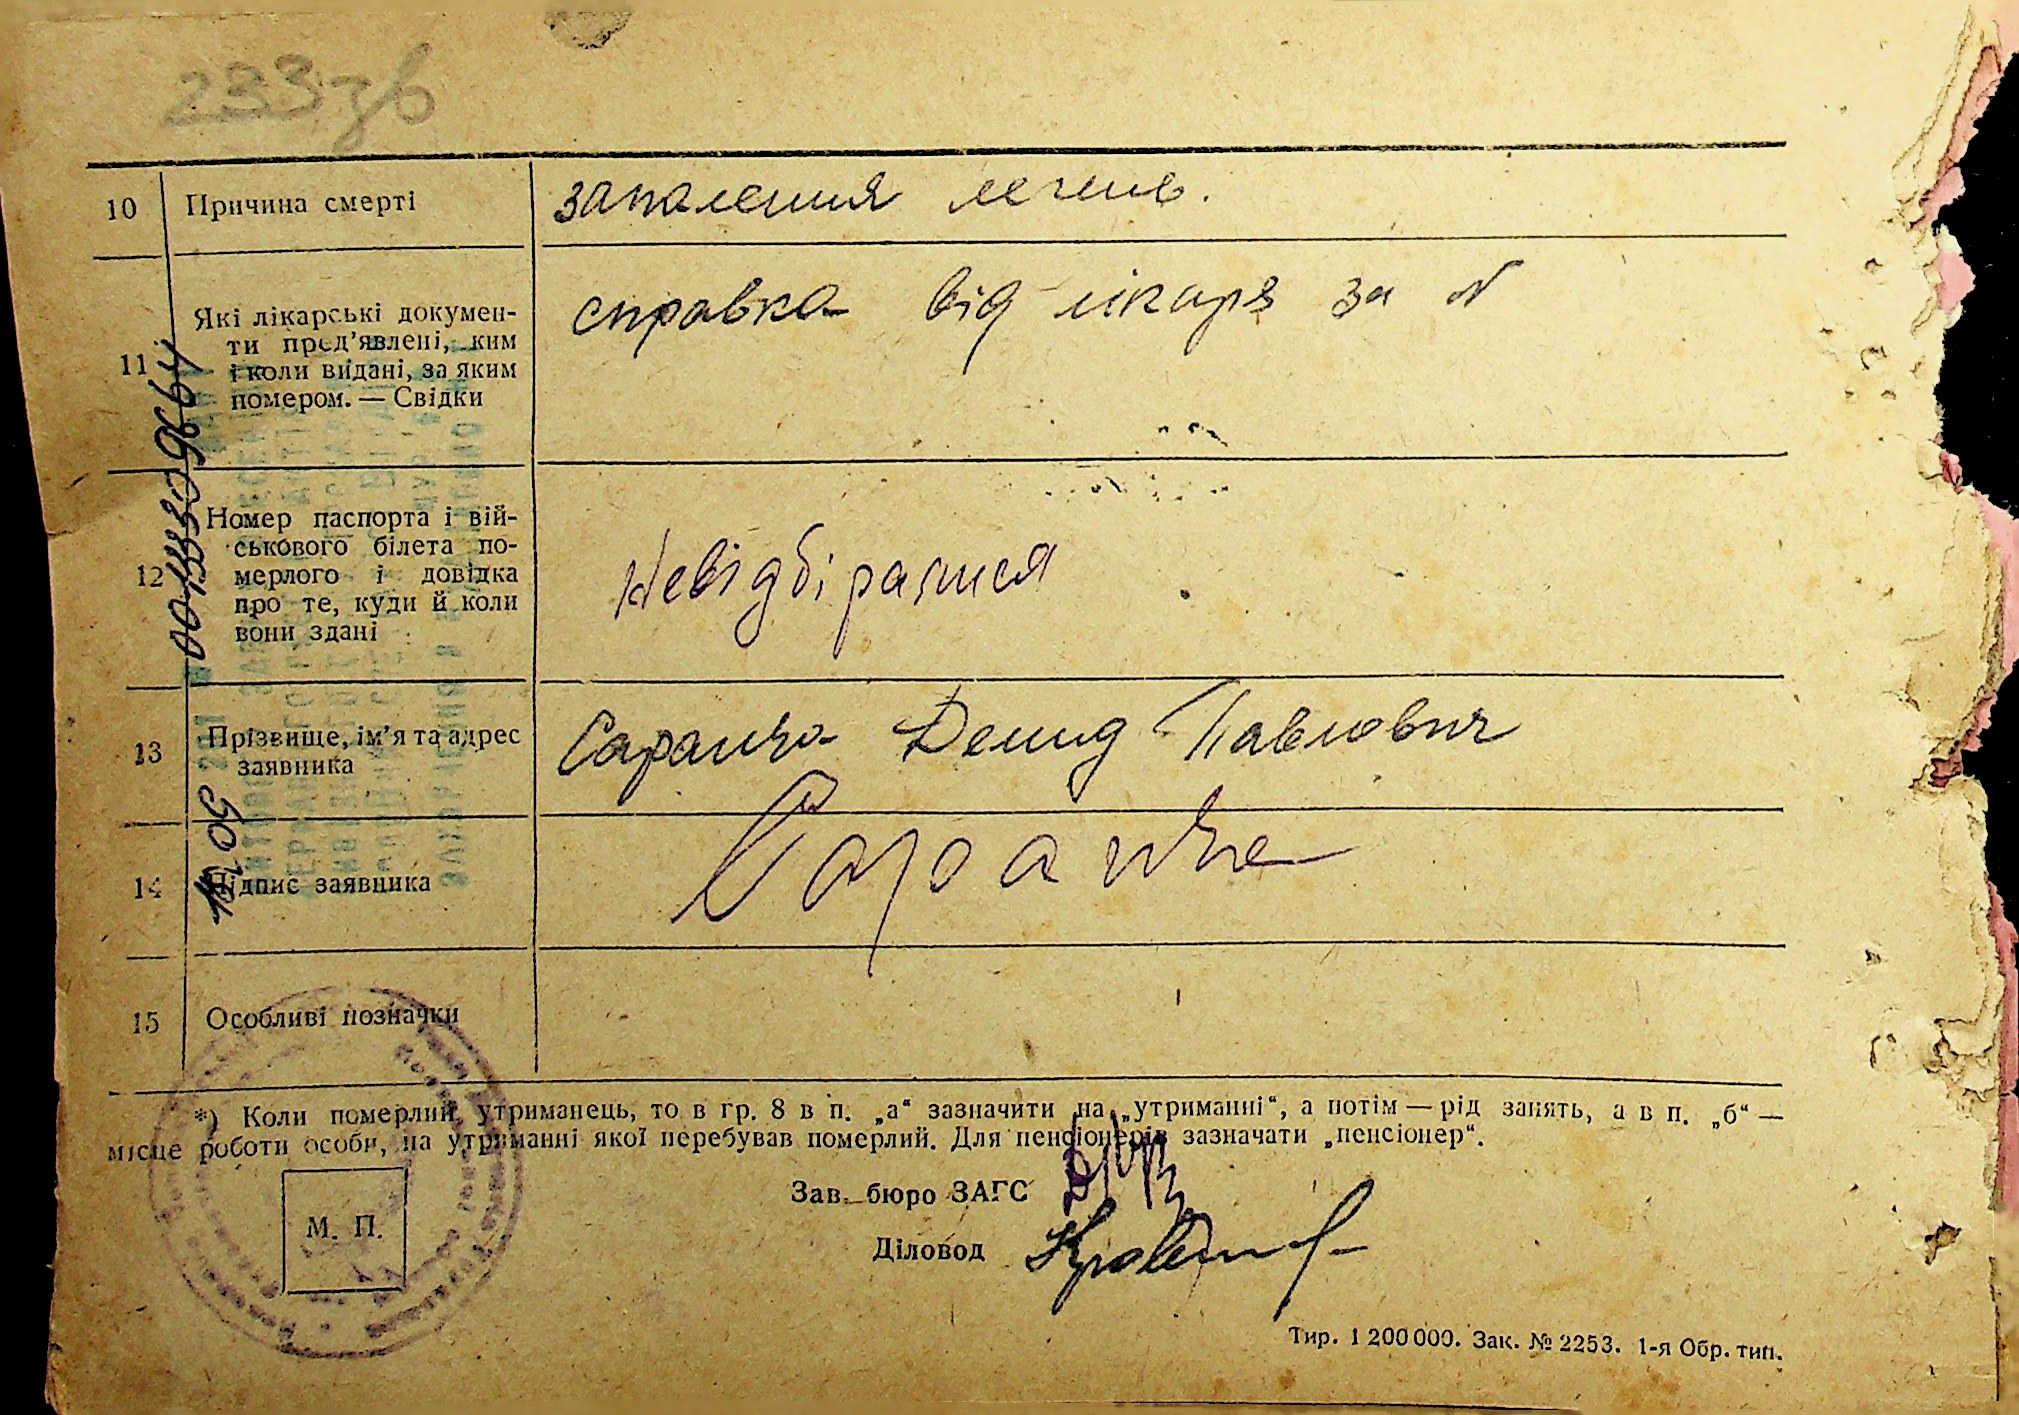 233зв
10 Причина смерті запалення легень.
11 Які лікарські докумен-
ти пред'явлені, ким
і коли видані, за яким
номером. — Свідки
справка від лікаря за N
12 Номер паспорта і вій-
ськового білета по-
мерлого і довідка
про те, куди й коли
вони здані
Невідбірались
13 Прізвище, ім'я та адрес
заявника
Саранча Демид Павлович
14 Підпис заявника Саранча
15 Особливі позначки
*) Коли померлий, утриманець, то в гр. 8 в п. „а“ зазначити на „утриманні“, а потім — рід занять, а в п. „б“ —
місце роботи особи, на утриманні якої перебував померлий. Для пенсіонерів зазначати „пенсіонер“.
Зав. бюро ЗАГС
М. П.
Діловод
Тир. 1 200 000. Зак. № 2253. 1-я Обр. тип.